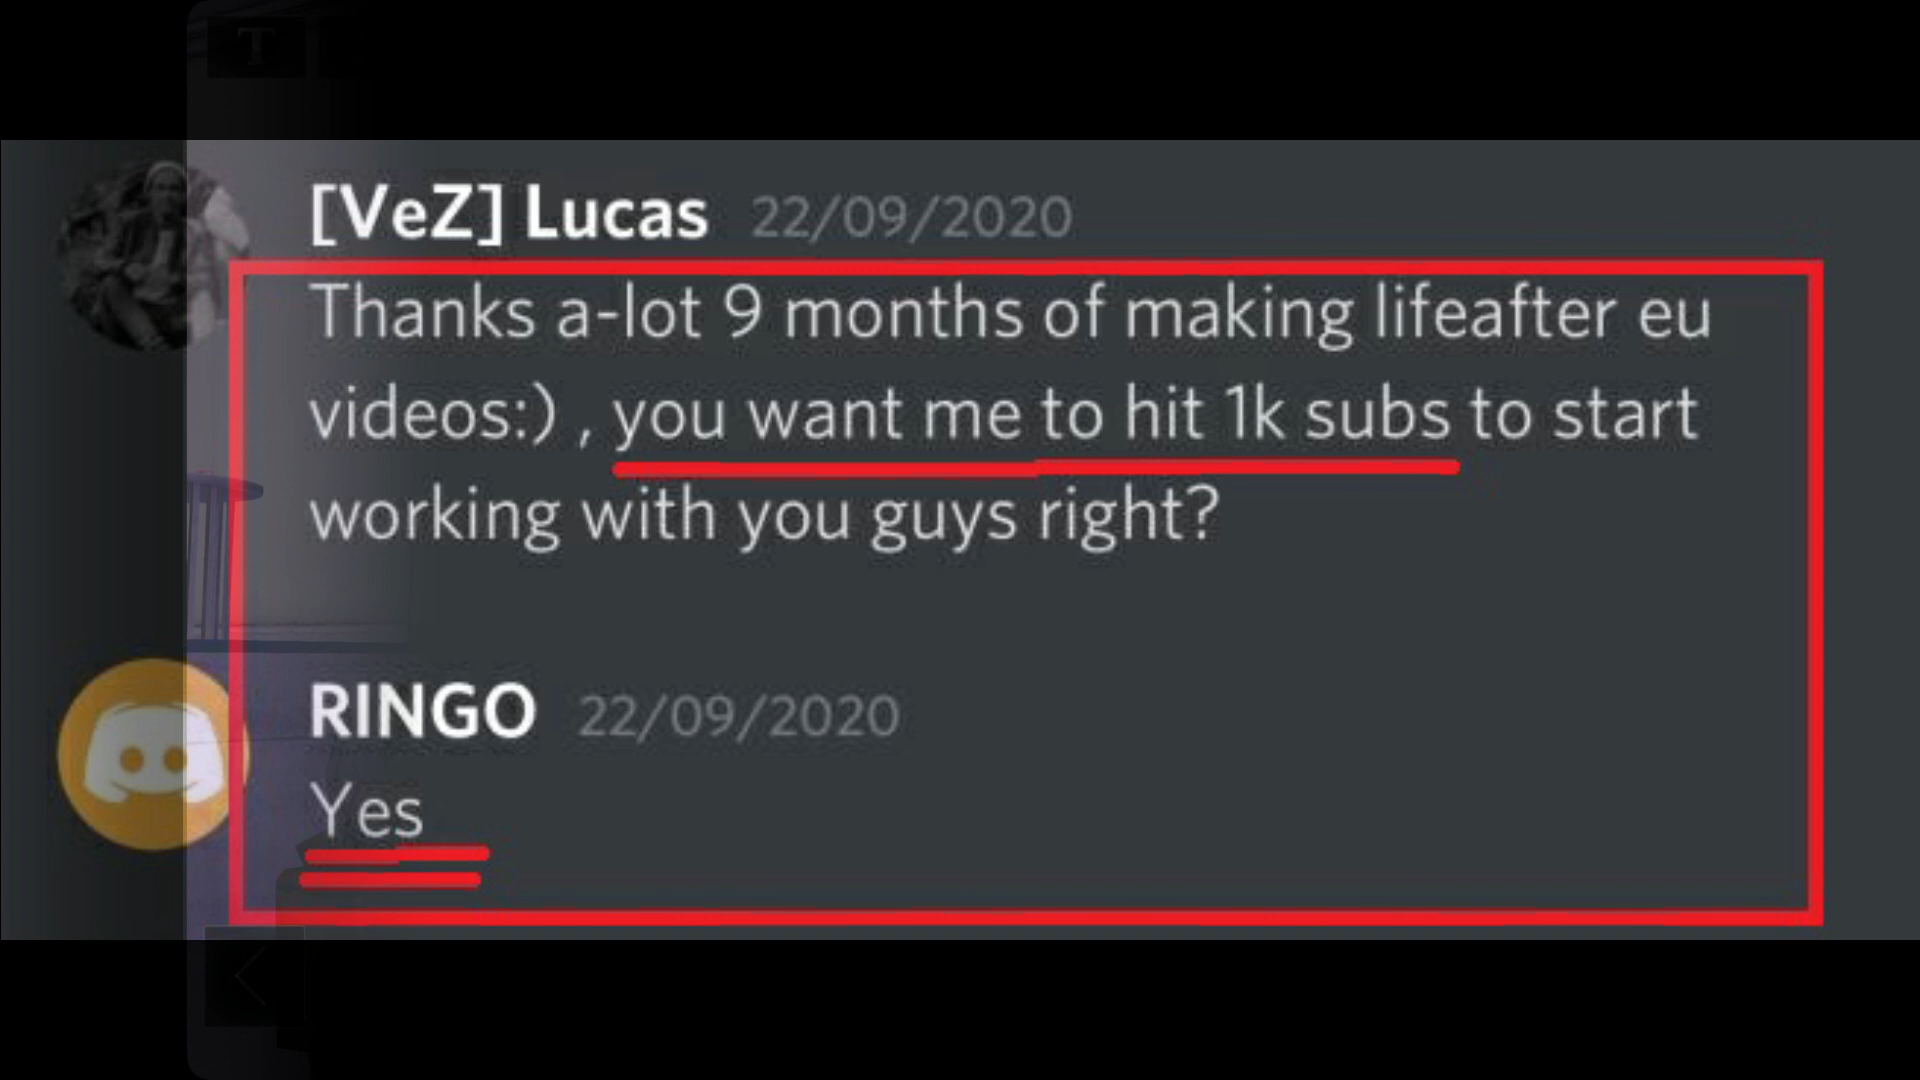 T
[VeZ] Lucas 22/09/2020
Thanks a-lot 9 months of making lifeafter eu
videos:) , you want me to hit 1k subs to start
working with you guys right?
RINGO 22/09/2020
Yes